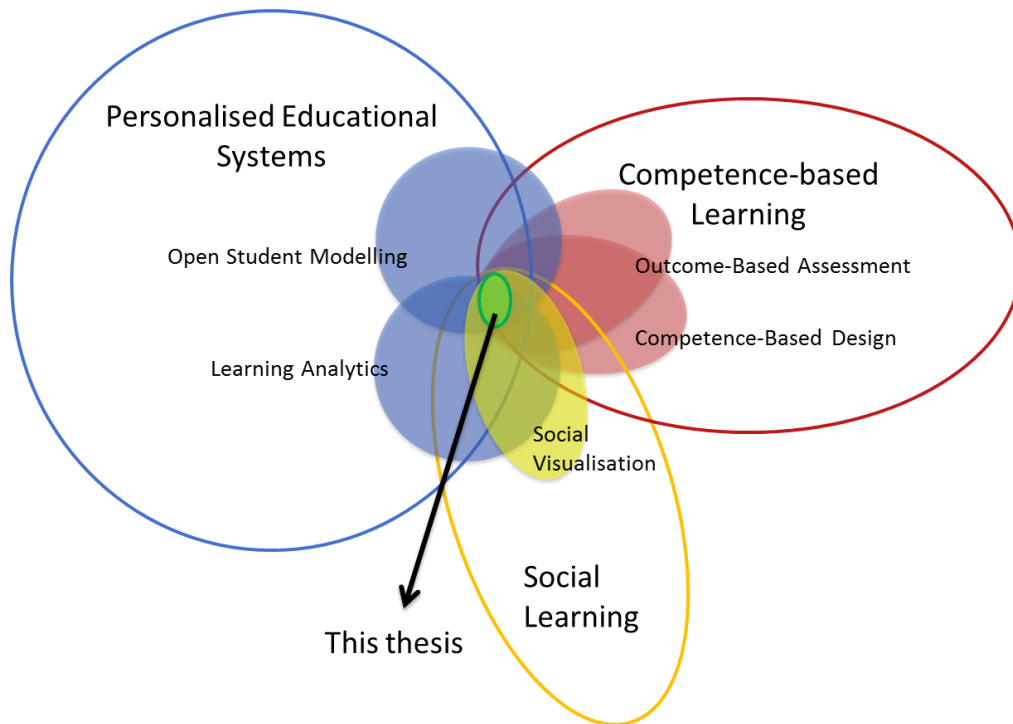 Personalised Educational
Systems
Competence-based
Learning
Open Student Modelling
Outcome-Based Assessment
Competence-Based Design
Learning Analytics
Social
Visualisation
Social
Learning
This thesis